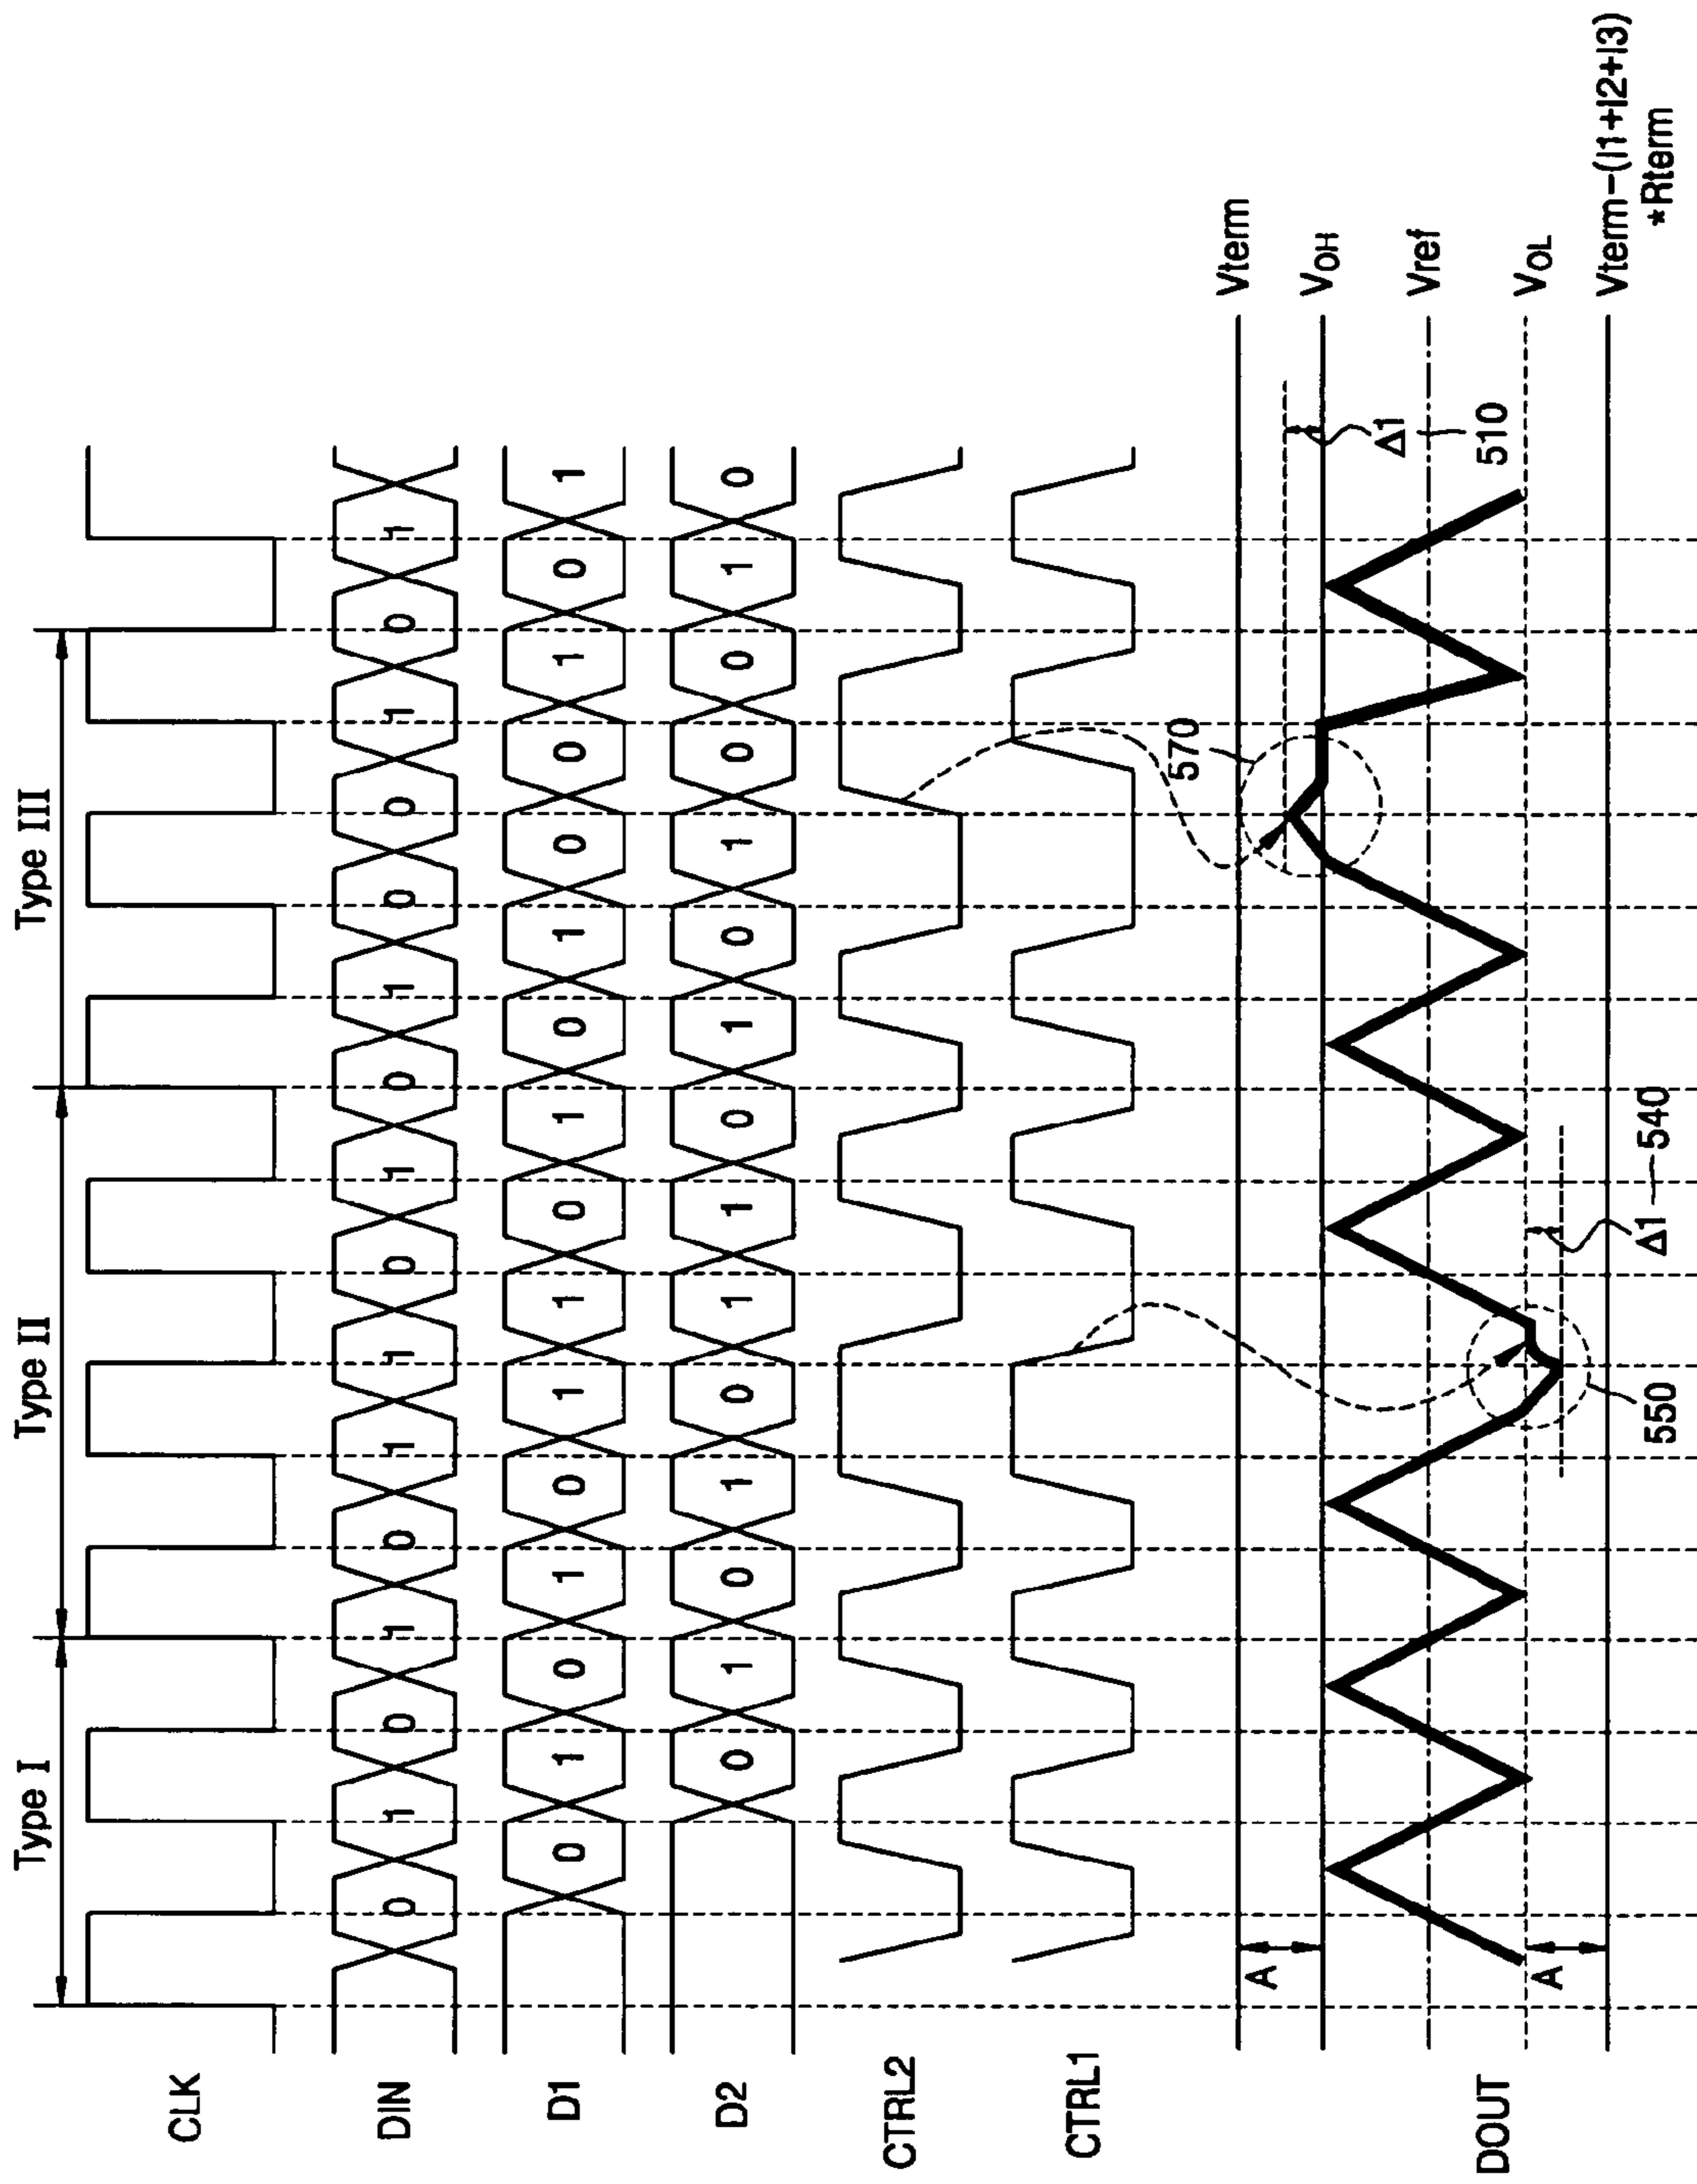 Type I Type II Type III
CLK
DIN 0 1 0 1 0 1 1 0 1 0 1 0 0 1 0 1
D1 0 1 0 1 0 1 1 0 1 0 1 0 0 1 0 1
D2 0 1 0 1 0 1 1 0 1 0 1 0 0 1 0
CTRL2
CTRL1
570
Vterm
A
VOH
Δ1
510
Vref
DOUT
VOL
A
Vterm-(I1+I2+I3)
*Rterm
550
Δ1
540